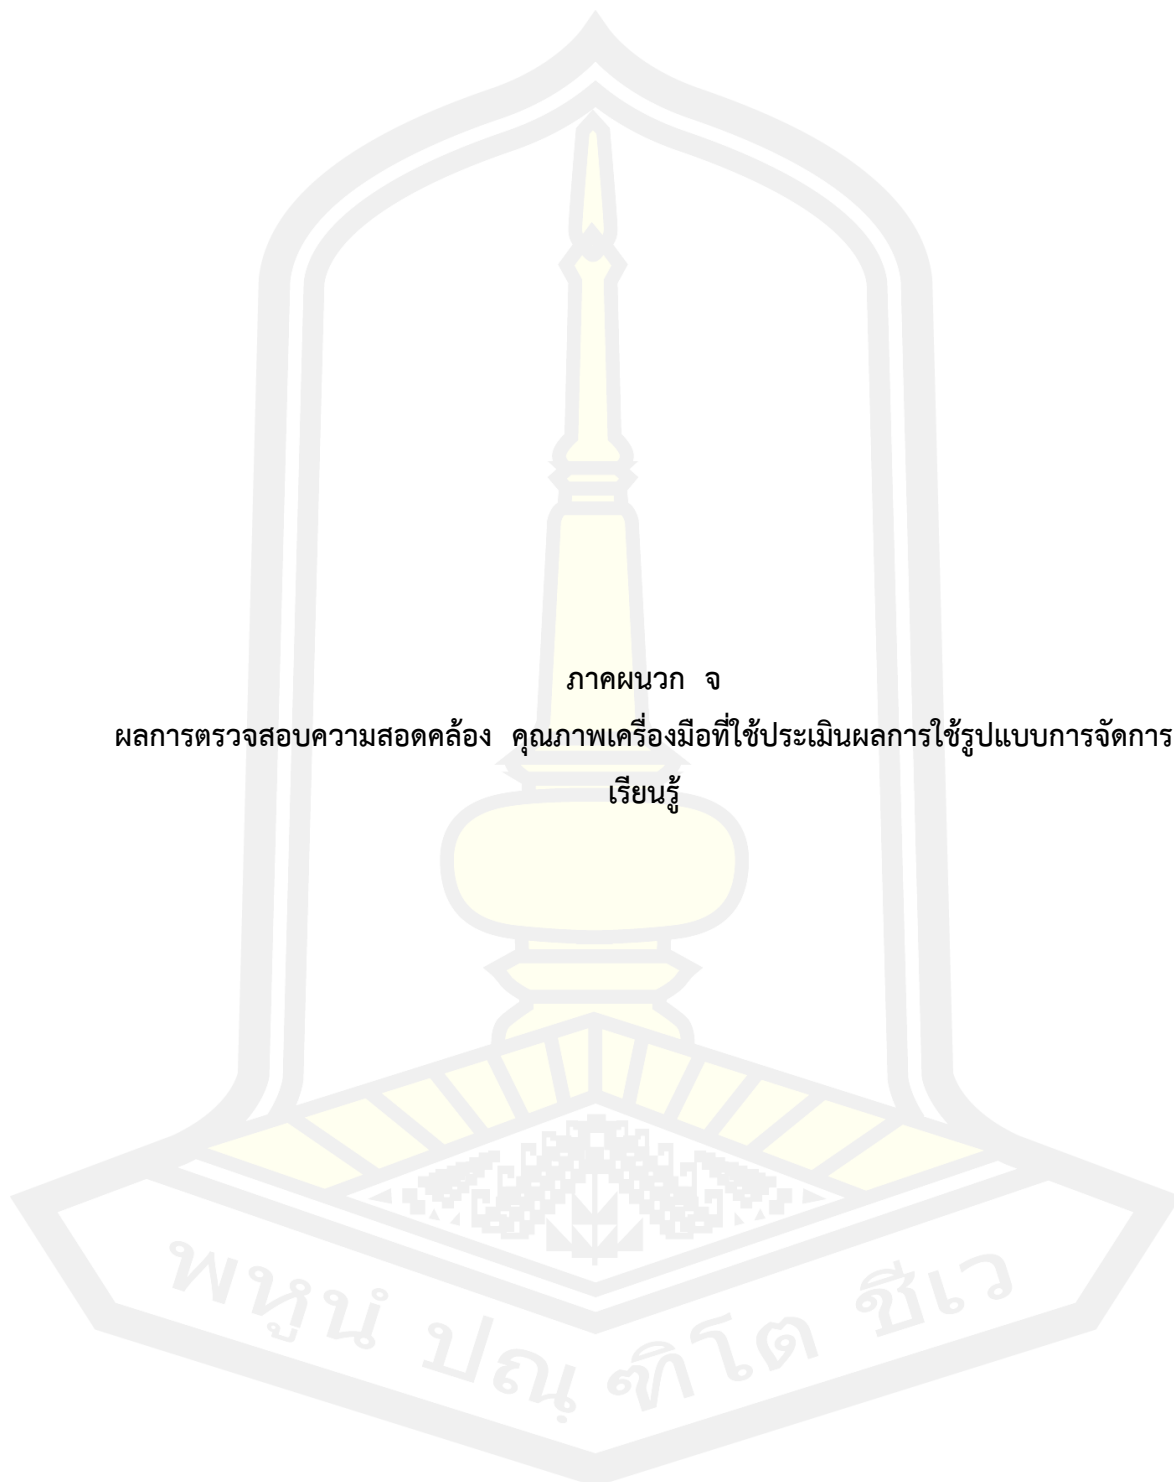 ภาคผนวก จ
ผลการตรวจสอบความสอดคล้อง คุณภาพเครื่องมือที่ใช้ประเมินผลการใช้รูปแบบการจัดการ
เรียนรู้
พหูนํ ปณฺ ฑิโต ชีเว